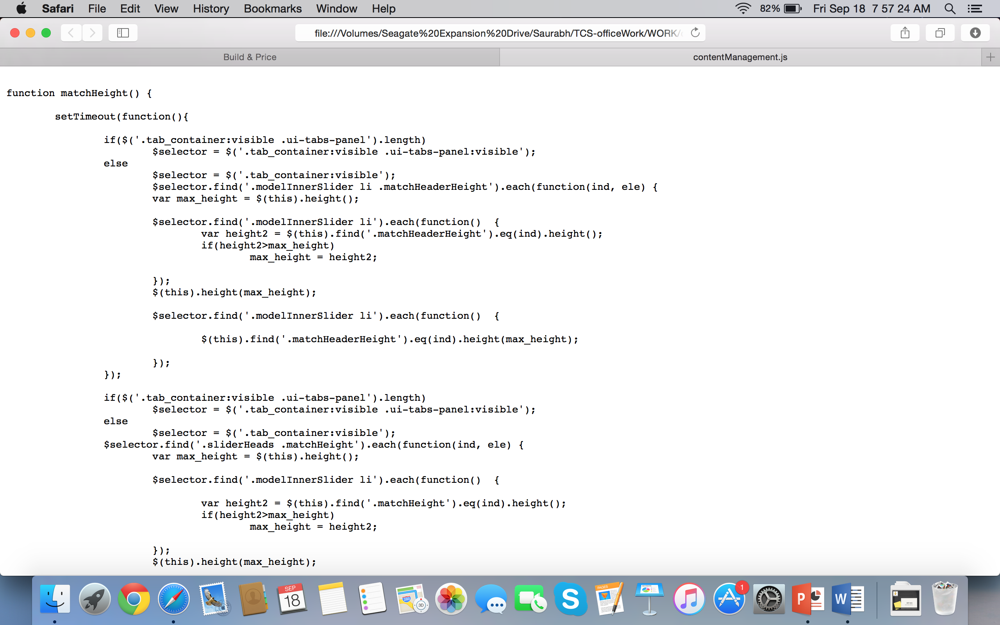 Safari File Edit View History Bookmarks Window Help 82% Fri Sep 18 7 57 24 AM
file:///Volumes/Seagate%20Expansion%20Drive/Saurabh/TCS-officeWork/WORK/
Build & Price contentManagement.js
function matchHeight() {
setTimeout(function(){
if($('.tab_container:visible .ui-tabs-panel').length)
$selector = $('.tab_container:visible .ui-tabs-panel:visible');
else
$selector = $('.tab_container:visible');
$selector.find('.modelInnerSlider li .matchHeaderHeight').each(function(ind, ele) {
var max_height = $(this).height();
$selector.find('.modelInnerSlider li').each(function()  {
var height2 = $(this).find('.matchHeaderHeight').eq(ind).height();
if(height2>max_height)
max_height = height2;
});
$(this).height(max_height);
$selector.find('.modelInnerSlider li').each(function()  {
$(this).find('.matchHeaderHeight').eq(ind).height(max_height);
});
});
if($('.tab_container:visible .ui-tabs-panel').length)
$selector = $('.tab_container:visible .ui-tabs-panel:visible');
else
$selector = $('.tab_container:visible');
$selector.find('.sliderHeads .matchHeight').each(function(ind, ele) {
var max_height = $(this).height();
$selector.find('.modelInnerSlider li').each(function()  {
var height2 = $(this).find('.matchHeight').eq(ind).height();
if(height2>max_height)
max_height = height2;
});
$(this).height(max_height);
SEP
18
280
3D
S
PAGES
KEYNOTE
1
P
W